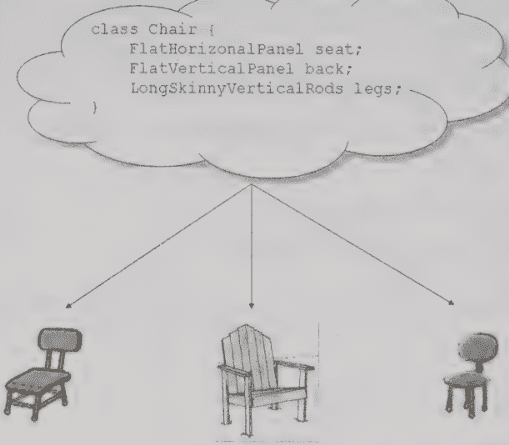 class Chair {
FlatHorizonalPanel seat;
FlatVerticalPanel back;
LongSkinnyVerticalRods legs;
}